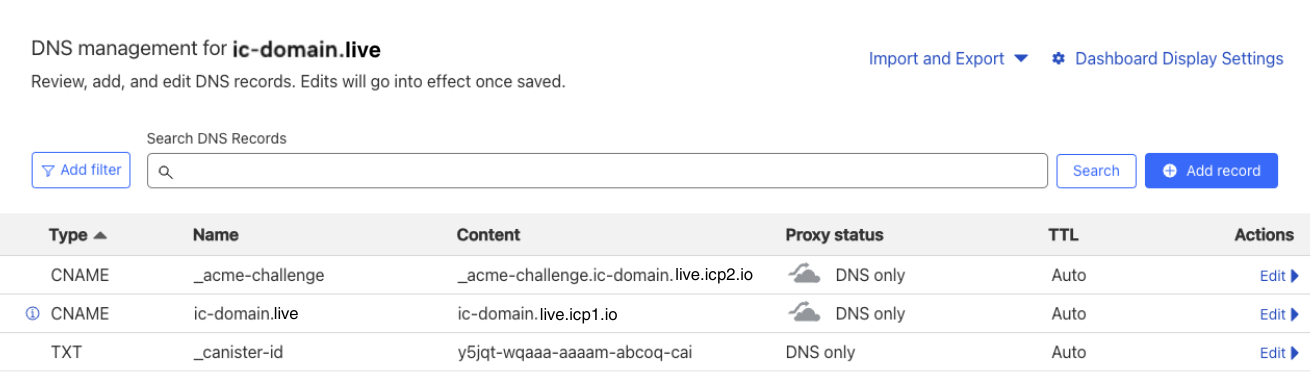 DNS management for ic-domain.live
Import and Export
Dashboard Display Settings
Review, add, and edit DNS records. Edits will go into effect once saved.
Search DNS Records
Add filter
Search
Add record
Type Name Content Proxy status TTL Actions
CNAME _acme-challenge _acme-challenge.ic-domain.live.icp2.io DNS only Auto Edit
CNAME ic-domain.live ic-domain.live.icp1.io DNS only Auto Edit
TXT _canister-id y5jqt-wqaaa-aaaam-abcoq-cai DNS only Auto Edit